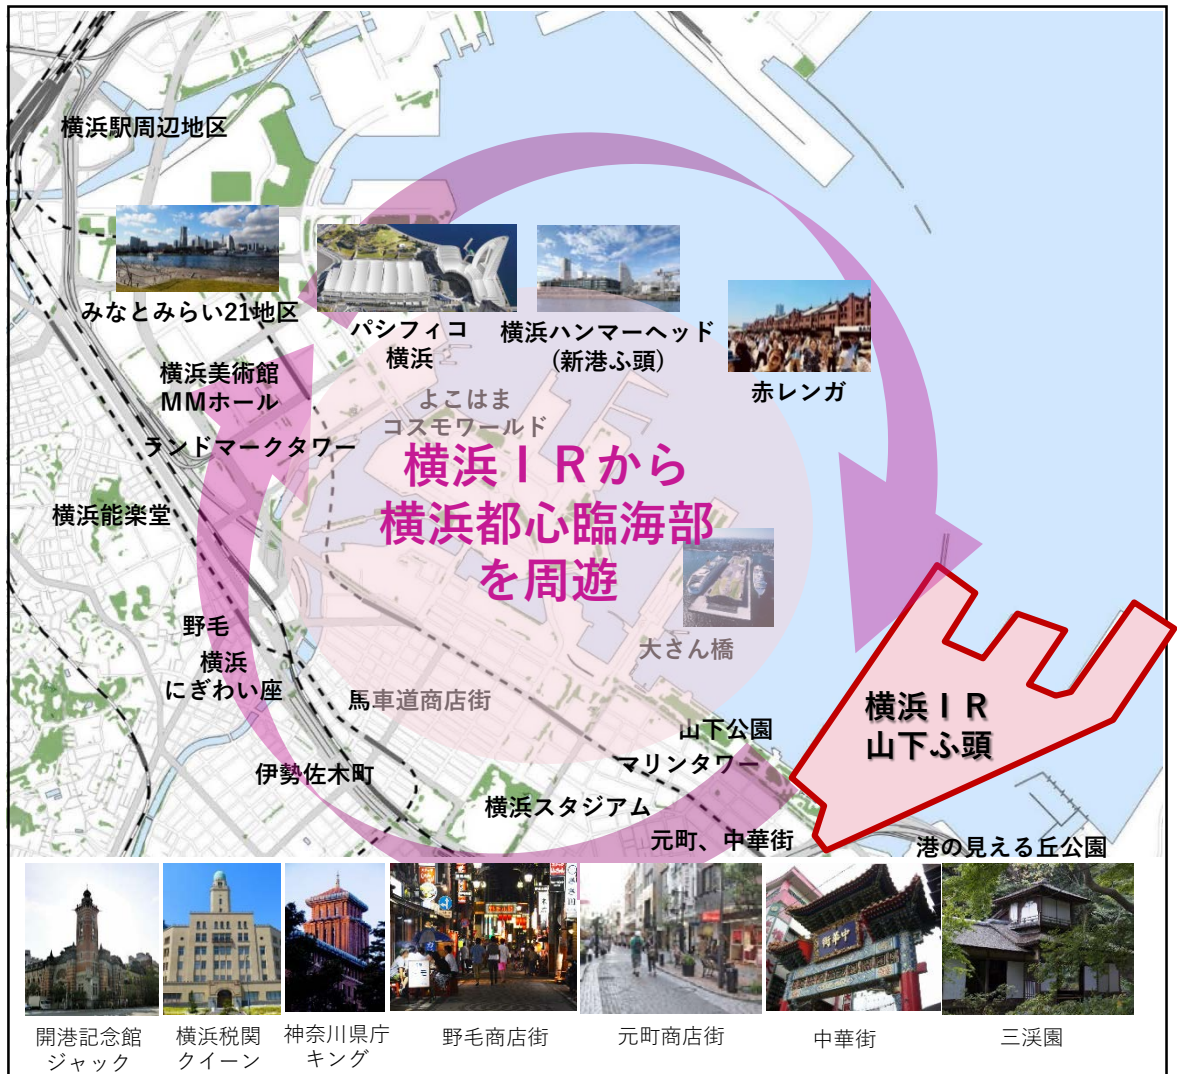 横浜駅周辺地区
みなとみらい21地区
パシフィコ
横浜
横浜ハンマーヘッド
(新港ふ頭)
赤レンガ
横浜美術館
MMホール
よこはま
コスモワールド
ランドマークタワー
横浜IRから
横浜都心臨海部
を周遊
横浜能楽堂
野毛
横浜
にぎわい座
大さん橋
馬車道商店街
横浜IR
山下ふ頭
山下公園
マリンタワー
伊勢佐木町
横浜スタジアム
元町、中華街
港の見える丘公園
中華街
開港記念館
ジャック
横浜税関
クイーン
神奈川県庁
キング
野毛商店街
元町商店街
中華街
三渓園